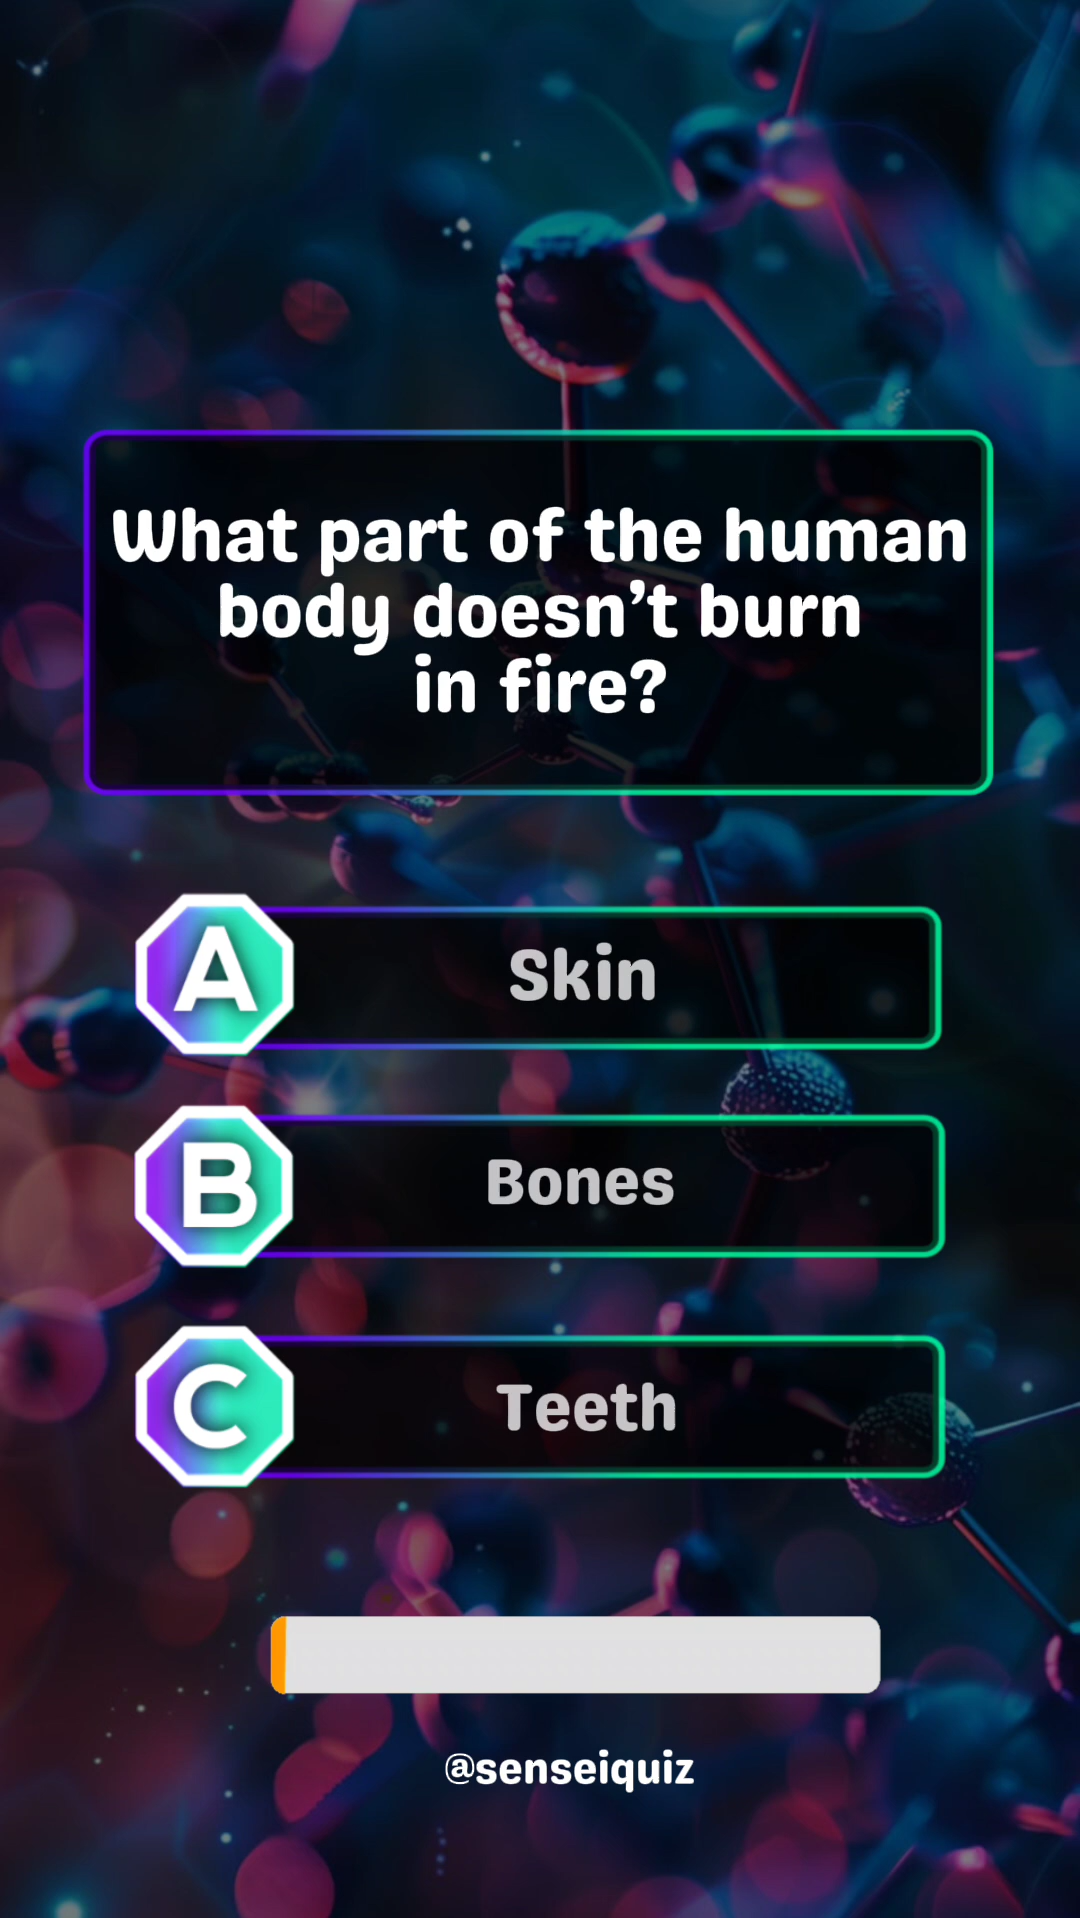 What part of the human
body doesn’t burn
in fire?
A Skin
B Bones
C Teeth
@senseiquiz